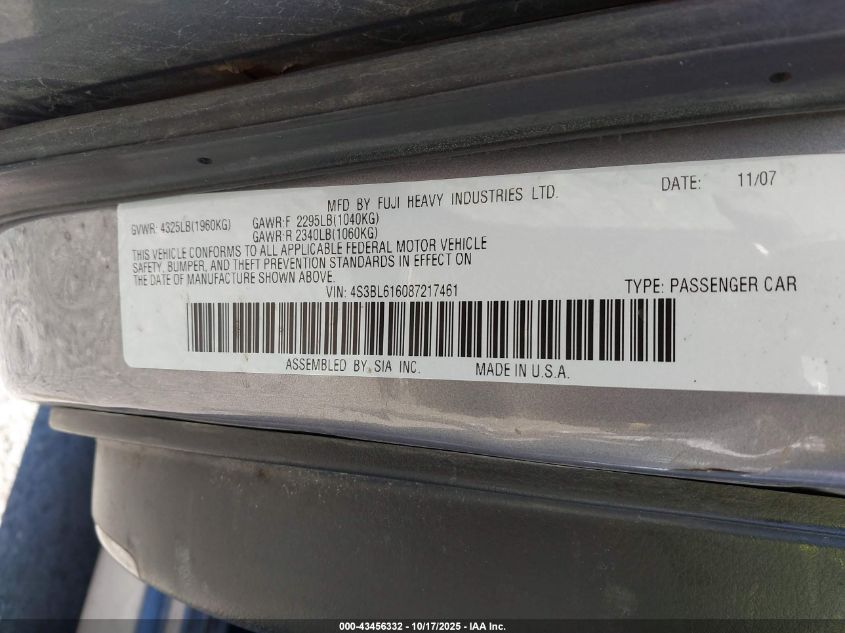 MFD BY FUJI HEAVY INDUSTRIES LTD.
DATE: 11/07
GVWR: 4325LB(1960KG) GAWR:F 2295LB(1040KG)
GAWR:R 2340LB(1060KG)
THIS VEHICLE CONFORMS TO ALL APPLICABLE FEDERAL MOTOR VEHICLE
SAFETY, BUMPER, AND THEFT PREVENTION STANDARDS IN EFFECT ON
THE DATE OF MANUFACTURE SHOWN ABOVE.
VIN: 4S3BL616087217461 TYPE: PASSENGER CAR
ASSEMBLED BY SIA INC. MADE IN U.S.A.
000-43456332 - 10/17/2025 - IAA Inc.